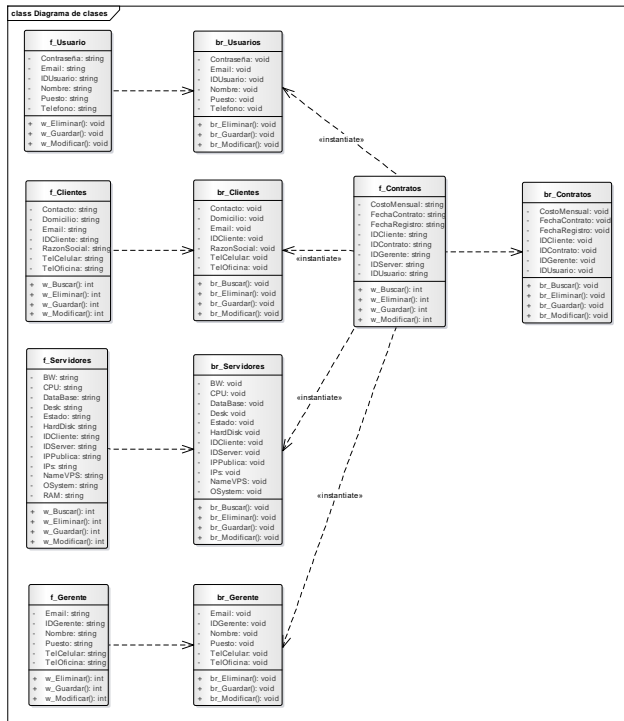 class Diagrama de clases
f_Usuario
- Contraseña: string
- Email: string
- IDUsuario: string
- Nombre: string
- Puesto: string
- Telefono: string
+ w_Eliminar(): void
+ w_Guardar(): void
+ w_Modificar(): void
br_Usuarios
- Contraseña: void
- Email: void
- IDUsuario: void
- Nombre: void
- Puesto: void
- Telefono: void
+ br_Eliminar(): void
+ br_Guardar(): void
+ br_Modificar(): void
«instantiate»
f_Clientes
- Contacto: string
- Domicilio: string
- Email: string
- IDCliente: string
- RazonSocial: string
- TelCelular: string
- TelOficina: string
+ w_Buscar(): int
+ w_Eliminar(): int
+ w_Guardar(): int
+ w_Modificar(): int
br_Clientes
- Contacto: void
- Domicilio: void
- Email: void
- IDCliente: void
- RazonSocial: void
- TelCelular: void
- TelOficina: void
+ br_Buscar(): void
+ br_Eliminar(): void
+ br_Guardar(): void
+ br_Modificar(): void
«instantiate»
f_Contratos
- CostoMensual: string
- FechaContrato: string
- FechaRegistro: string
- IDCliente: string
- IDContrato: string
- IDGerente: string
- IDServer: string
- IDUsuario: string
+ w_Buscar(): int
+ w_Eliminar(): int
+ w_Guardar(): int
+ w_Modificar(): int
br_Contratos
- CostoMensual: void
- FechaContrato: void
- FechaRegistro: void
- IDCliente: void
- IDContrato: void
- IDGerente: void
- IDUsuario: void
+ br_Buscar(): void
+ br_Eliminar(): void
+ br_Guardar(): void
+ br_Modificar(): void
f_Servidores
- BW: string
- CPU: string
- DataBase: string
- Desk: string
- Estado: string
- HardDisk: string
- IDCliente: string
- IDServer: string
- IPPublica: string
- IPs: string
- NameVPS: string
- OSystem: string
- RAM: string
+ w_Buscar(): int
+ w_Eliminar(): int
+ w_Guardar(): int
+ w_Modificar(): int
br_Servidores
- BW: void
- CPU: void
- DataBase: void
- Desk: void
- Estado: void
- HardDisk: void
- IDCliente: void
- IDServer: void
- IPPublica: void
- IPs: void
- NameVPS: void
- OSystem: void
+ br_Buscar(): void
+ br_Eliminar(): void
+ br_Guardar(): void
+ br_Modificar(): void
«instantiate»
«instantiate»
f_Gerente
- Email: string
- IDGerente: string
- Nombre: string
- Puesto: string
- TelCelular: string
- TelOficina: string
+ w_Eliminar(): int
+ w_Guardar(): int
+ w_Modificar(): int
br_Gerente
- Email: void
- IDGerente: void
- Nombre: void
- Puesto: void
- TelCelular: void
- TelOficina: void
+ br_Eliminar(): void
+ br_Guardar(): void
+ br_Modificar(): void